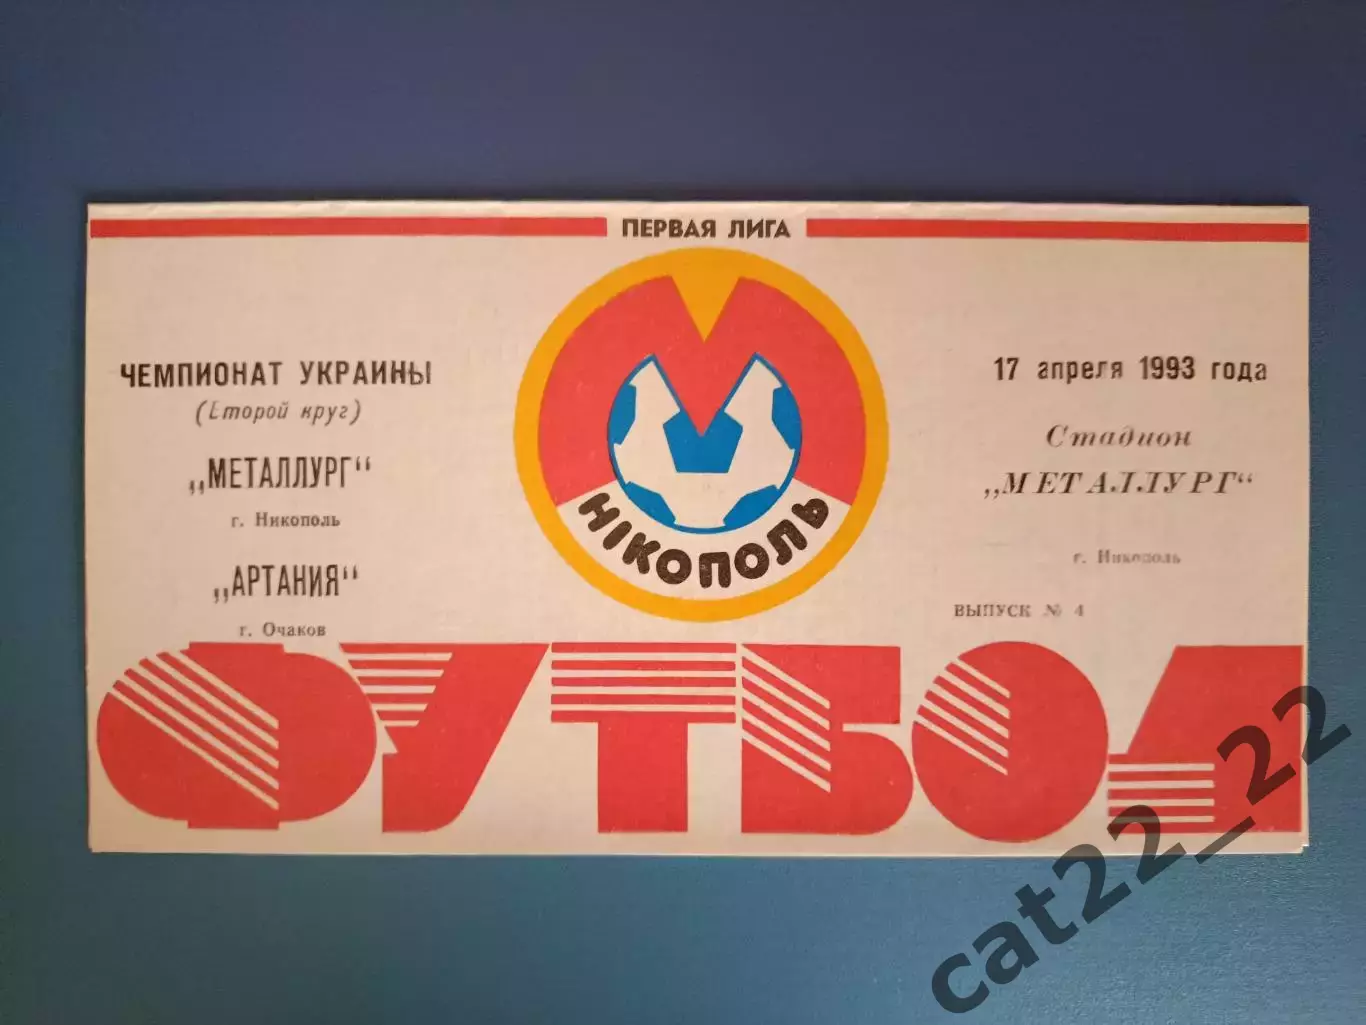 ПЕРВАЯ ЛИГА
ЧЕМПИОНАТ УКРАИНЫ
(Второй круг)
„МЕТАЛЛУРГ“
г. Никополь
„АРТАНИЯ“
г. Очаков
НІКОПОЛЬ
17 апреля 1993 года
Стадион
„МЕТАЛЛУРГ“
г. Никополь
ВЫПУСК № 4
ФУТБОЛ
cat22_22